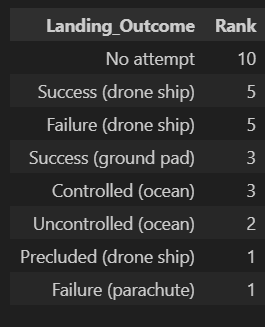 Landing_Outcome Rank
No attempt 10
Success (drone ship) 5
Failure (drone ship) 5
Success (ground pad) 3
Controlled (ocean) 3
Uncontrolled (ocean) 2
Precluded (drone ship) 1
Failure (parachute) 1